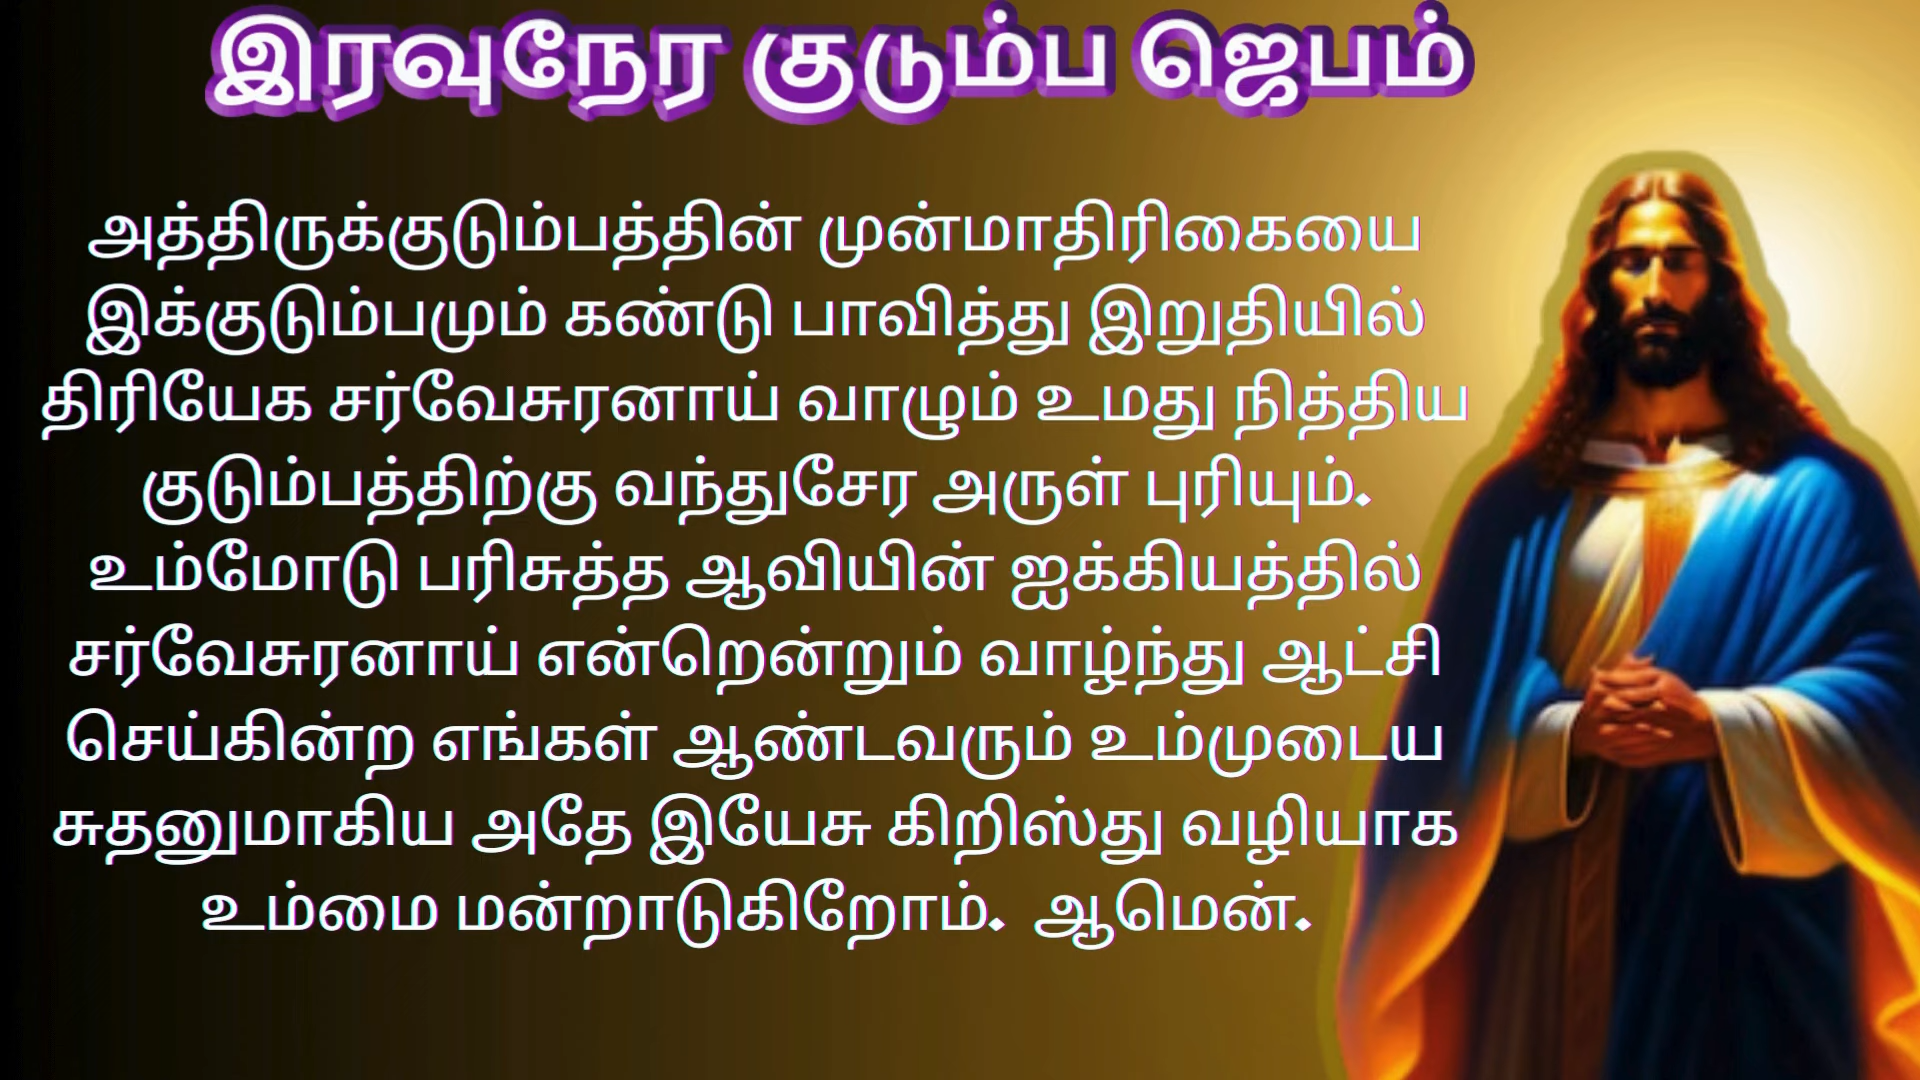 இரவுநேர குடும்ப ஜெபம்
அத்திருக்குடும்பத்தின் முன்மாதிரிகையை
இக்குடும்பமும் கண்டு பாவித்து இறுதியில்
திரியேக சர்வேசுரனாய் வாழும் உமது நித்திய
குடும்பத்திற்கு வந்துசேர அருள் புரியும்.
உம்மோடு பரிசுத்த ஆவியின் ஐக்கியத்தில்
சர்வேசுரனாய் என்றென்றும் வாழ்ந்து ஆட்சி
செய்கின்ற எங்கள் ஆண்டவரும் உம்முடைய
சுதனுமாகிய அதே இயேசு கிறிஸ்து வழியாக
உம்மை மன்றாடுகிறோம். ஆமென்.